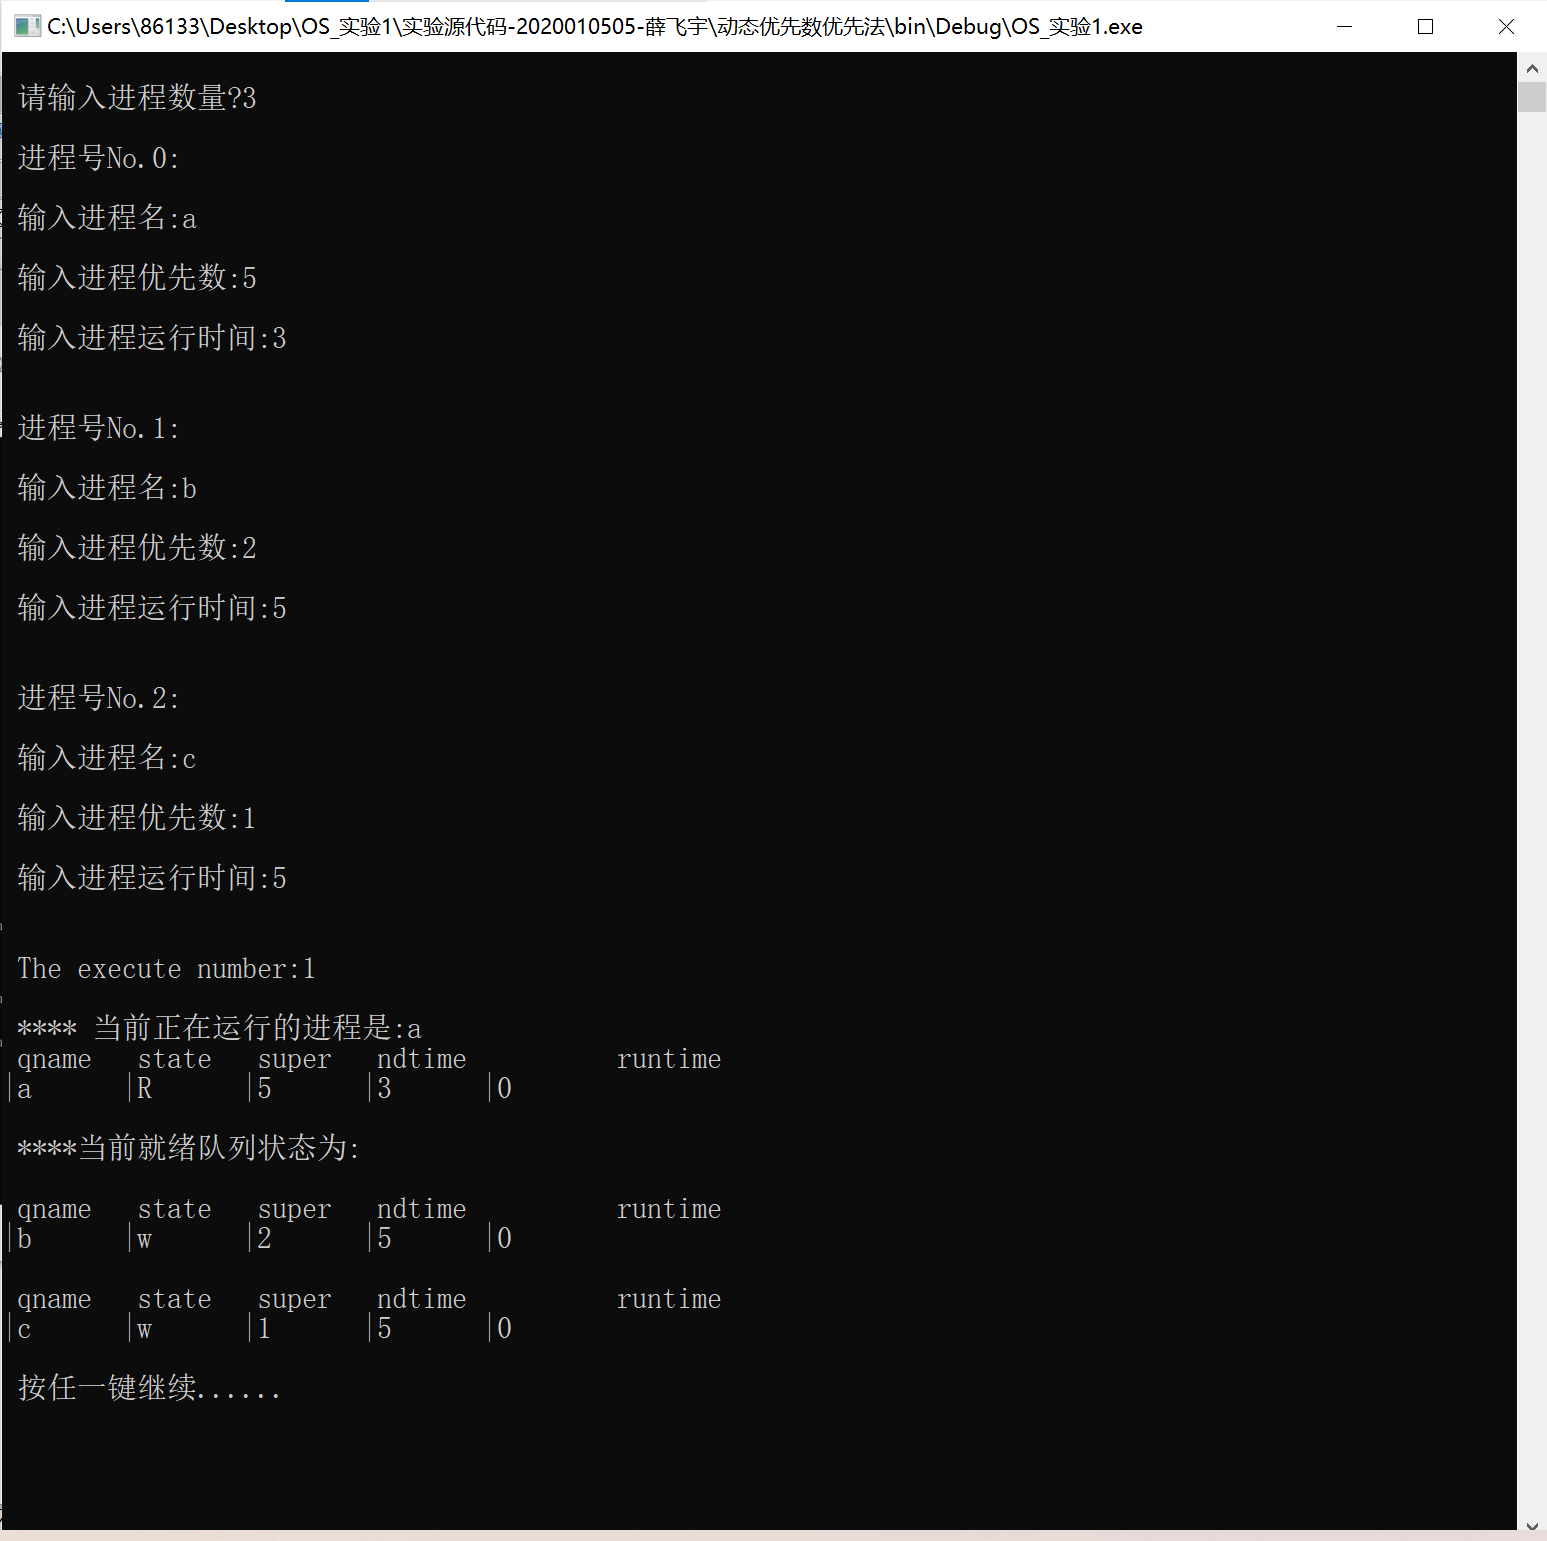 C:\Users\86133\Desktop\OS_实验1\实验源代码-2020010505-薛飞宇\动态优先数优先法\bin\Debug\OS_实验1.exe
请输入进程数量?3
进程号No.0:
输入进程名:a
输入进程优先数:5
输入进程运行时间:3
进程号No.1:
输入进程名:b
输入进程优先数:2
输入进程运行时间:5
进程号No.2:
输入进程名:c
输入进程优先数:1
输入进程运行时间:5
The execute number:1
**** 当前正在运行的进程是:a
qname state super ndtime runtime
|a |R |5 |3 |0
****当前就绪队列状态为:
qname state super ndtime runtime
|b |w |2 |5 |0
qname state super ndtime runtime
|c |w |1 |5 |0
按任一键继续......